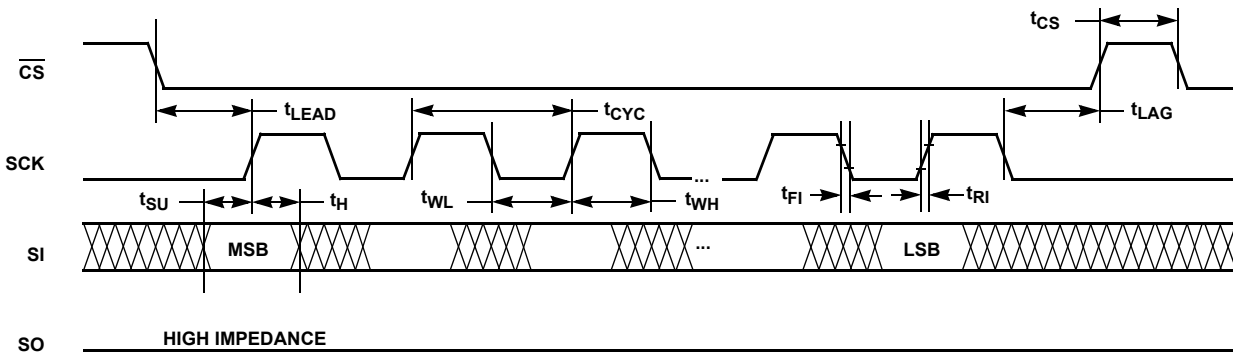 tCS
CS
tLEAD
tCYC
tLAG
SCK
...
tSU
tH
tWL
tWH
tFI
tRI
SI
MSB
...
LSB
SO
HIGH IMPEDANCE